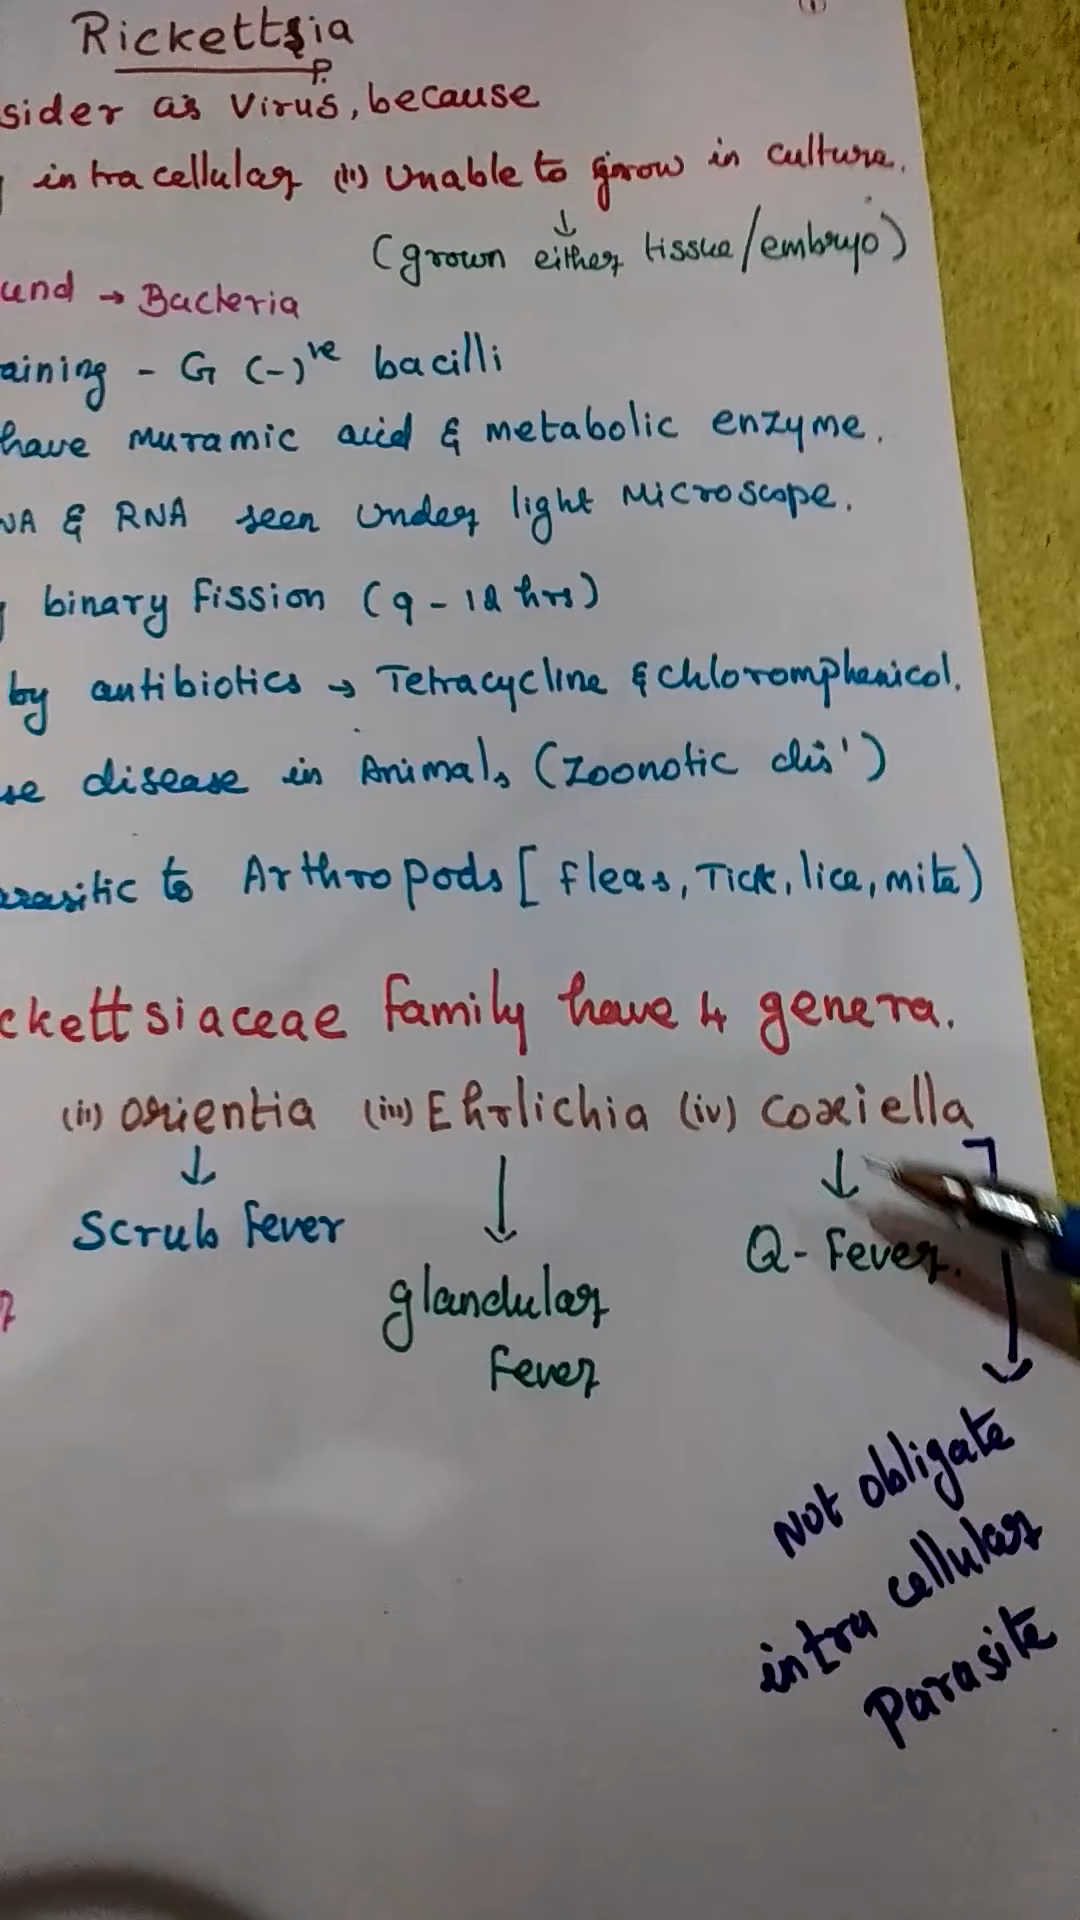 Rickettsia
P.
sider as Virus, because
intracellular (ii) Unable to grow in culture.
↓
(grown either tissue/embryo)
und → Bacteria
aining - G (-)ve bacilli
have muramic acid & metabolic enzyme.
NA & RNA seen under light Microscope.
binary Fission (9-12 hrs)
by antibiotics → Tetracycline & chloromphenicol.
se disease in Animals (zoonotic dis')
rasitic to Arthropods [fleas, Tick, lice, mite)
ckettsiaceae family have 4 genera.
(ii) orientia (iii) Ehrlichia (iv) coxiella
↓ ↓ ↓
Scrub fever
Q-Fever.
glandular
Fever
Not obligate
intra cellular
Parasite